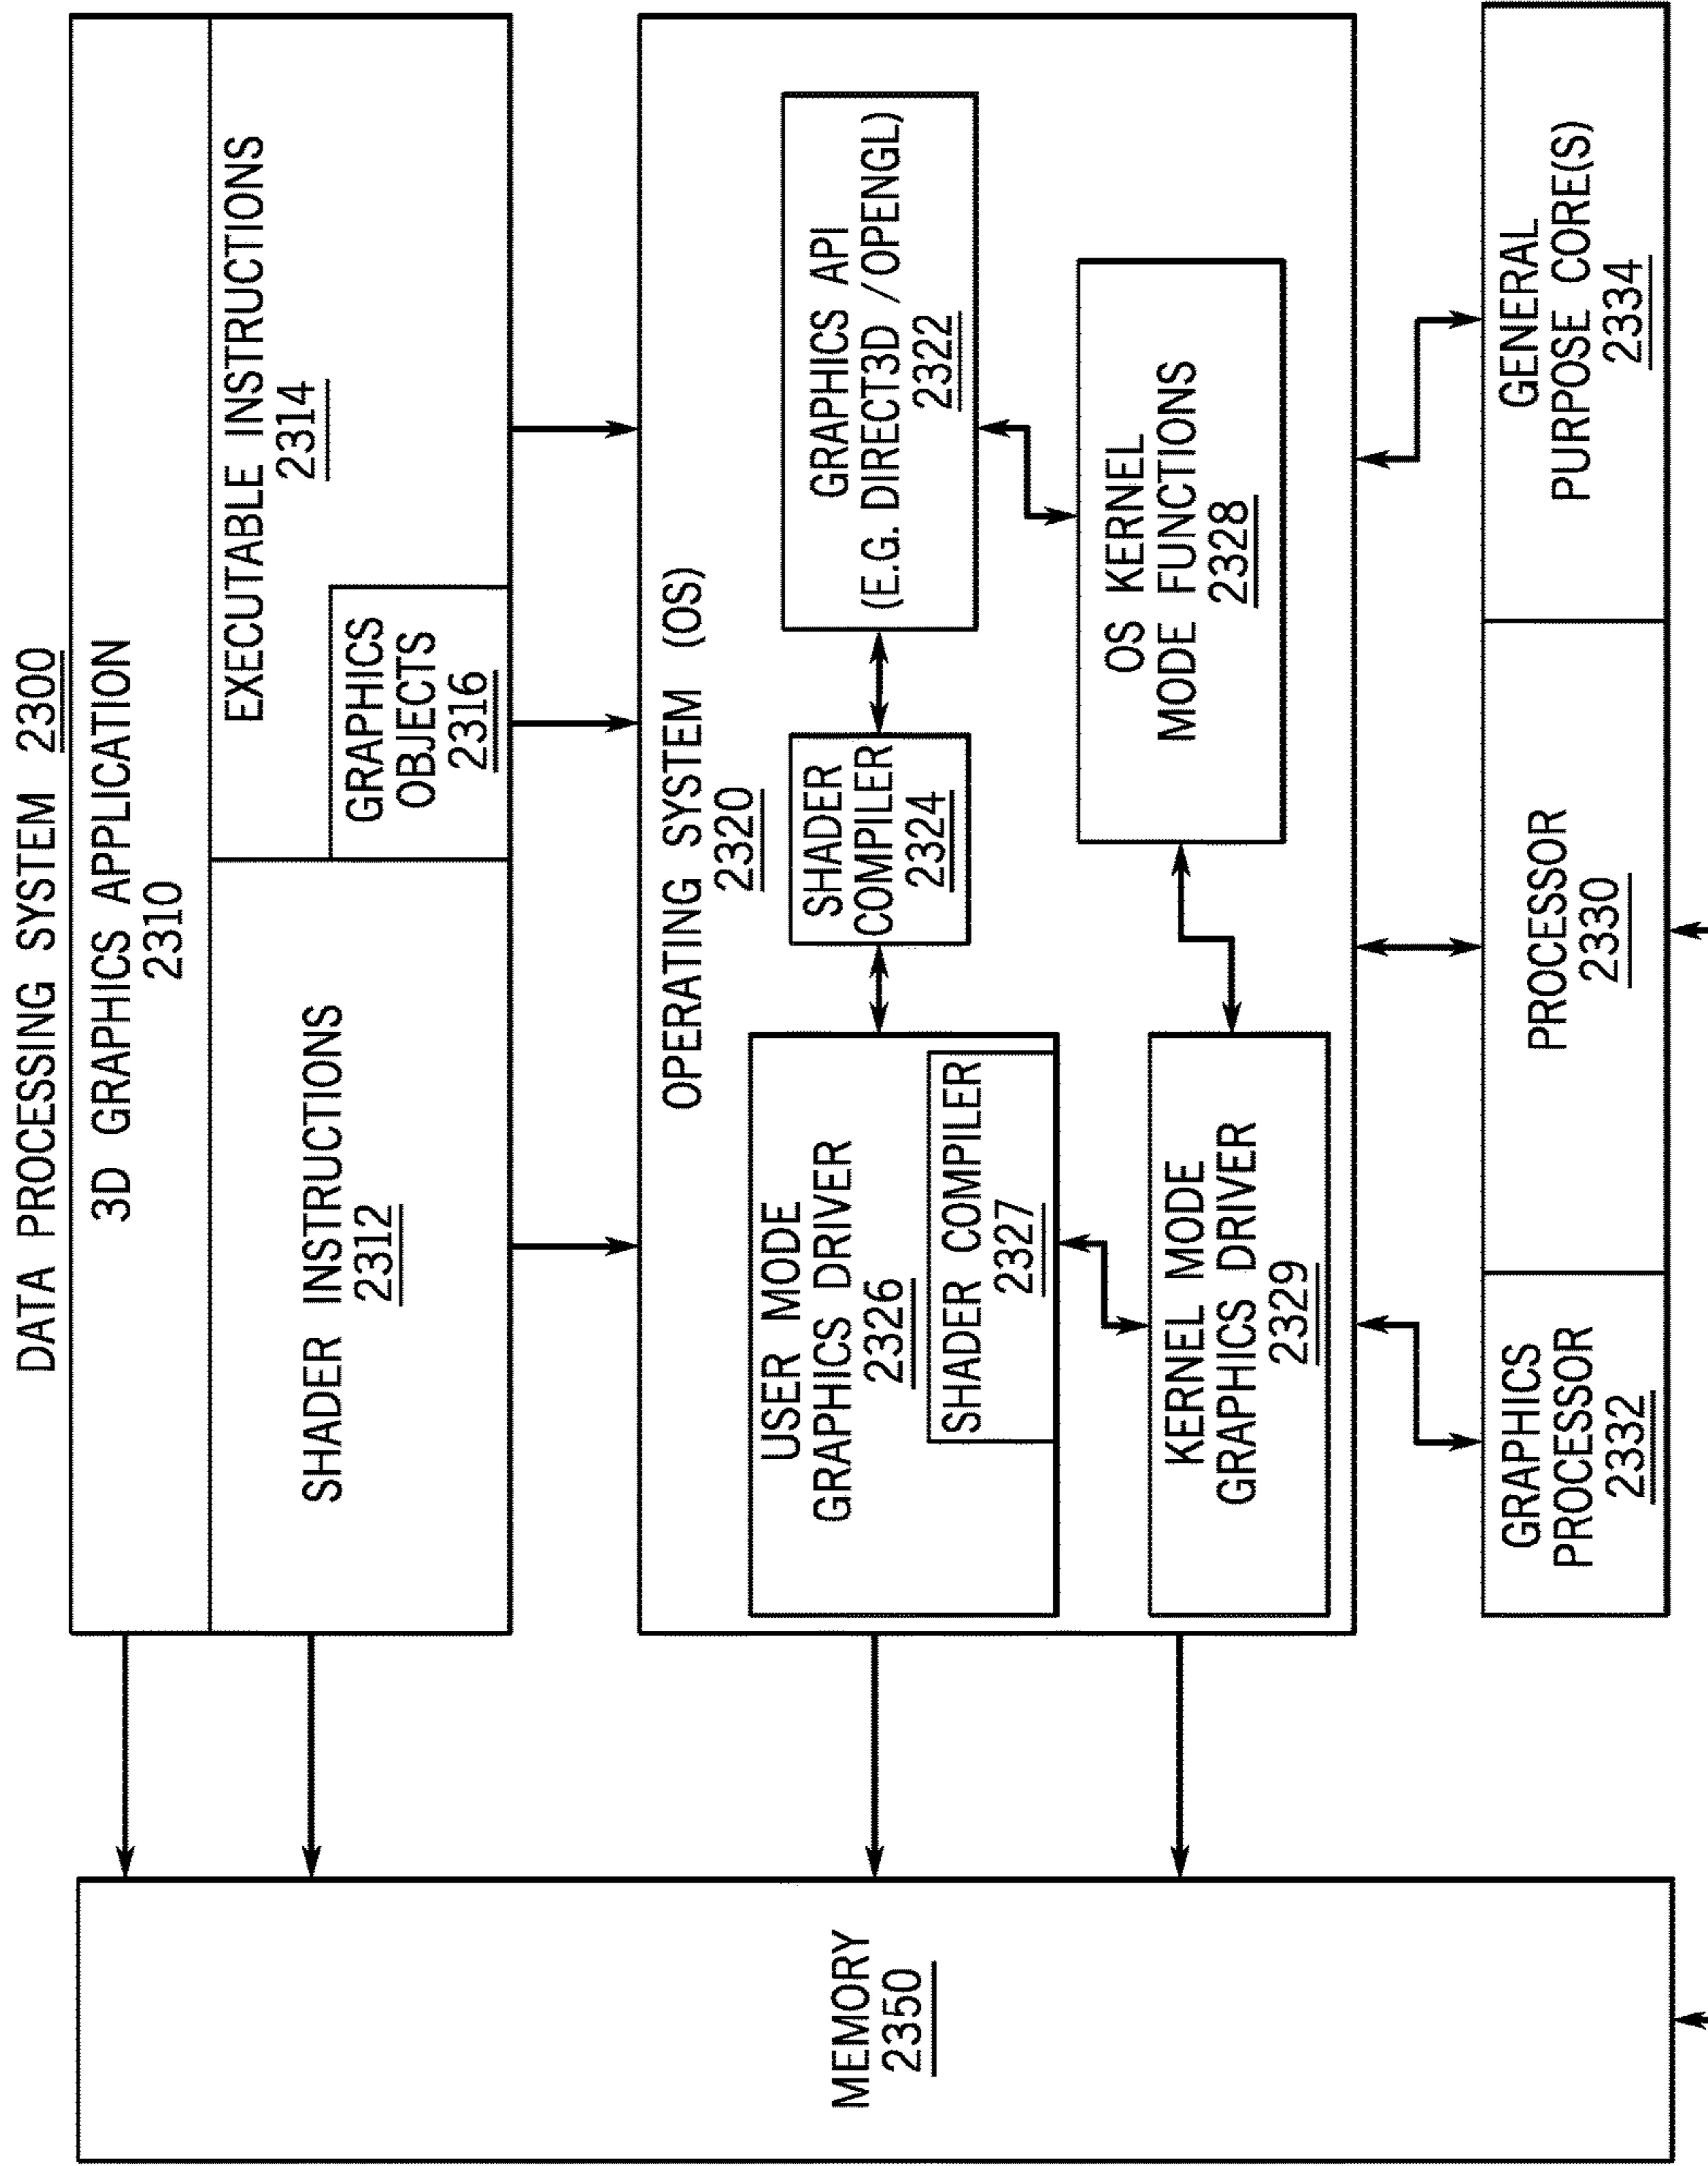 DATA PROCESSING SYSTEM 2300
3D GRAPHICS APPLICATION
2310
SHADER INSTRUCTIONS
2312
EXECUTABLE INSTRUCTIONS
2314
GRAPHICS
OBJECTS
2316
OPERATING SYSTEM (OS)
2320
USER MODE
GRAPHICS DRIVER
2326
SHADER COMPILER
2327
SHADER
COMPILER
2324
GRAPHICS API
(E.G. DIRECT3D / OPENGL)
2322
KERNEL MODE
GRAPHICS DRIVER
2329
OS KERNEL
MODE FUNCTIONS
2328
GRAPHICS
PROCESSOR
2332
PROCESSOR
2330
GENERAL
PURPOSE CORE(S)
2334
MEMORY
2350